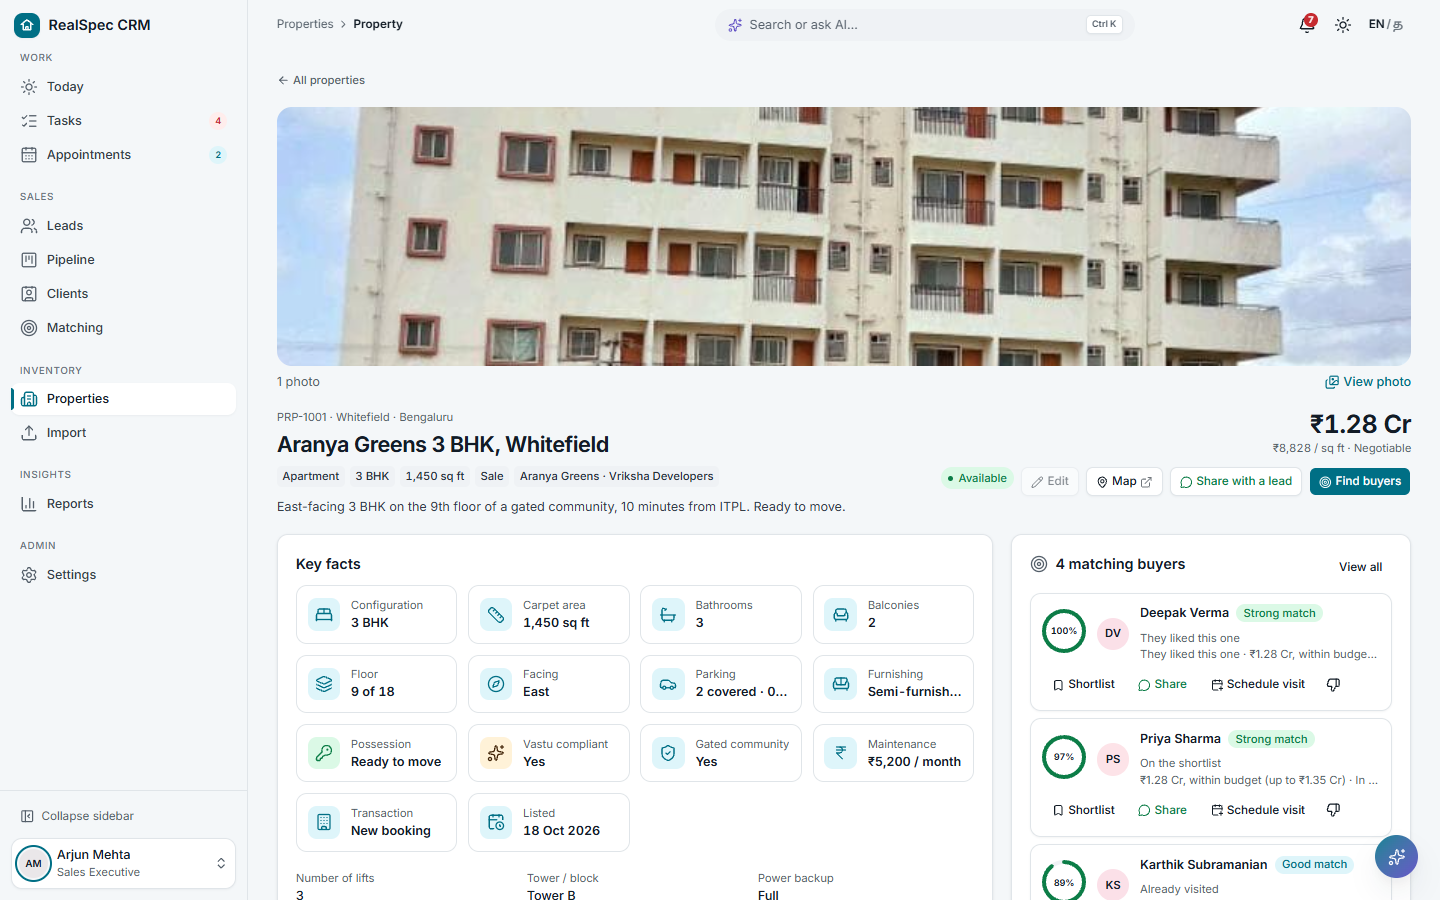 RealSpec CRM
Properties > Property
Search or ask AI...
Ctrl K
7
EN / த
WORK
Today
Tasks
4
Appointments
2
SALES
Leads
Pipeline
Clients
Matching
INVENTORY
Properties
Import
INSIGHTS
Reports
ADMIN
Settings
Collapse sidebar
AM
Arjun Mehta
Sales Executive
← All properties
1 photo
View photo
PRP-1001 · Whitefield · Bengaluru
Aranya Greens 3 BHK, Whitefield
₹1.28 Cr
₹8,828 / sq ft · Negotiable
Apartment 3 BHK 1,450 sq ft Sale Aranya Greens · Vriksha Developers
Available Edit Map Share with a lead Find buyers
East-facing 3 BHK on the 9th floor of a gated community, 10 minutes from ITPL. Ready to move.
Key facts
Configuration
3 BHK
Carpet area
1,450 sq ft
Bathrooms
3
Balconies
2
Floor
9 of 18
Facing
East
Parking
2 covered · 0...
Furnishing
Semi-furnish...
Possession
Ready to move
Vastu compliant
Yes
Gated community
Yes
Maintenance
₹5,200 / month
Transaction
New booking
Listed
18 Oct 2026
Number of lifts
3
Tower / block
Tower B
Power backup
Full
4 matching buyers
View all
100%
DV
Deepak Verma Strong match
They liked this one
They liked this one · ₹1.28 Cr, within budge...
Shortlist Share Schedule visit
97%
PS
Priya Sharma Strong match
On the shortlist
₹1.28 Cr, within budget (up to ₹1.35 Cr) · In ...
Shortlist Share Schedule visit
89%
KS
Karthik Subramanian Good match
Already visited